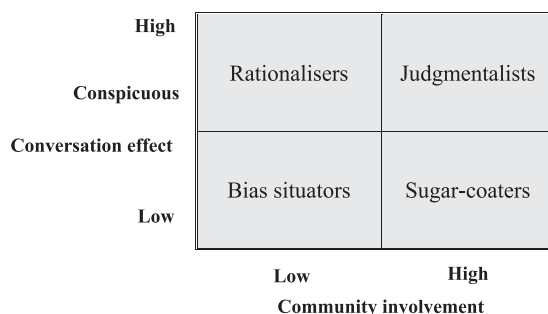 High
Rationalisers
Judgmentalists
Conspicuous
Conversation effect
Bias situators
Sugar-coaters
Low
Low
High
Community involvement